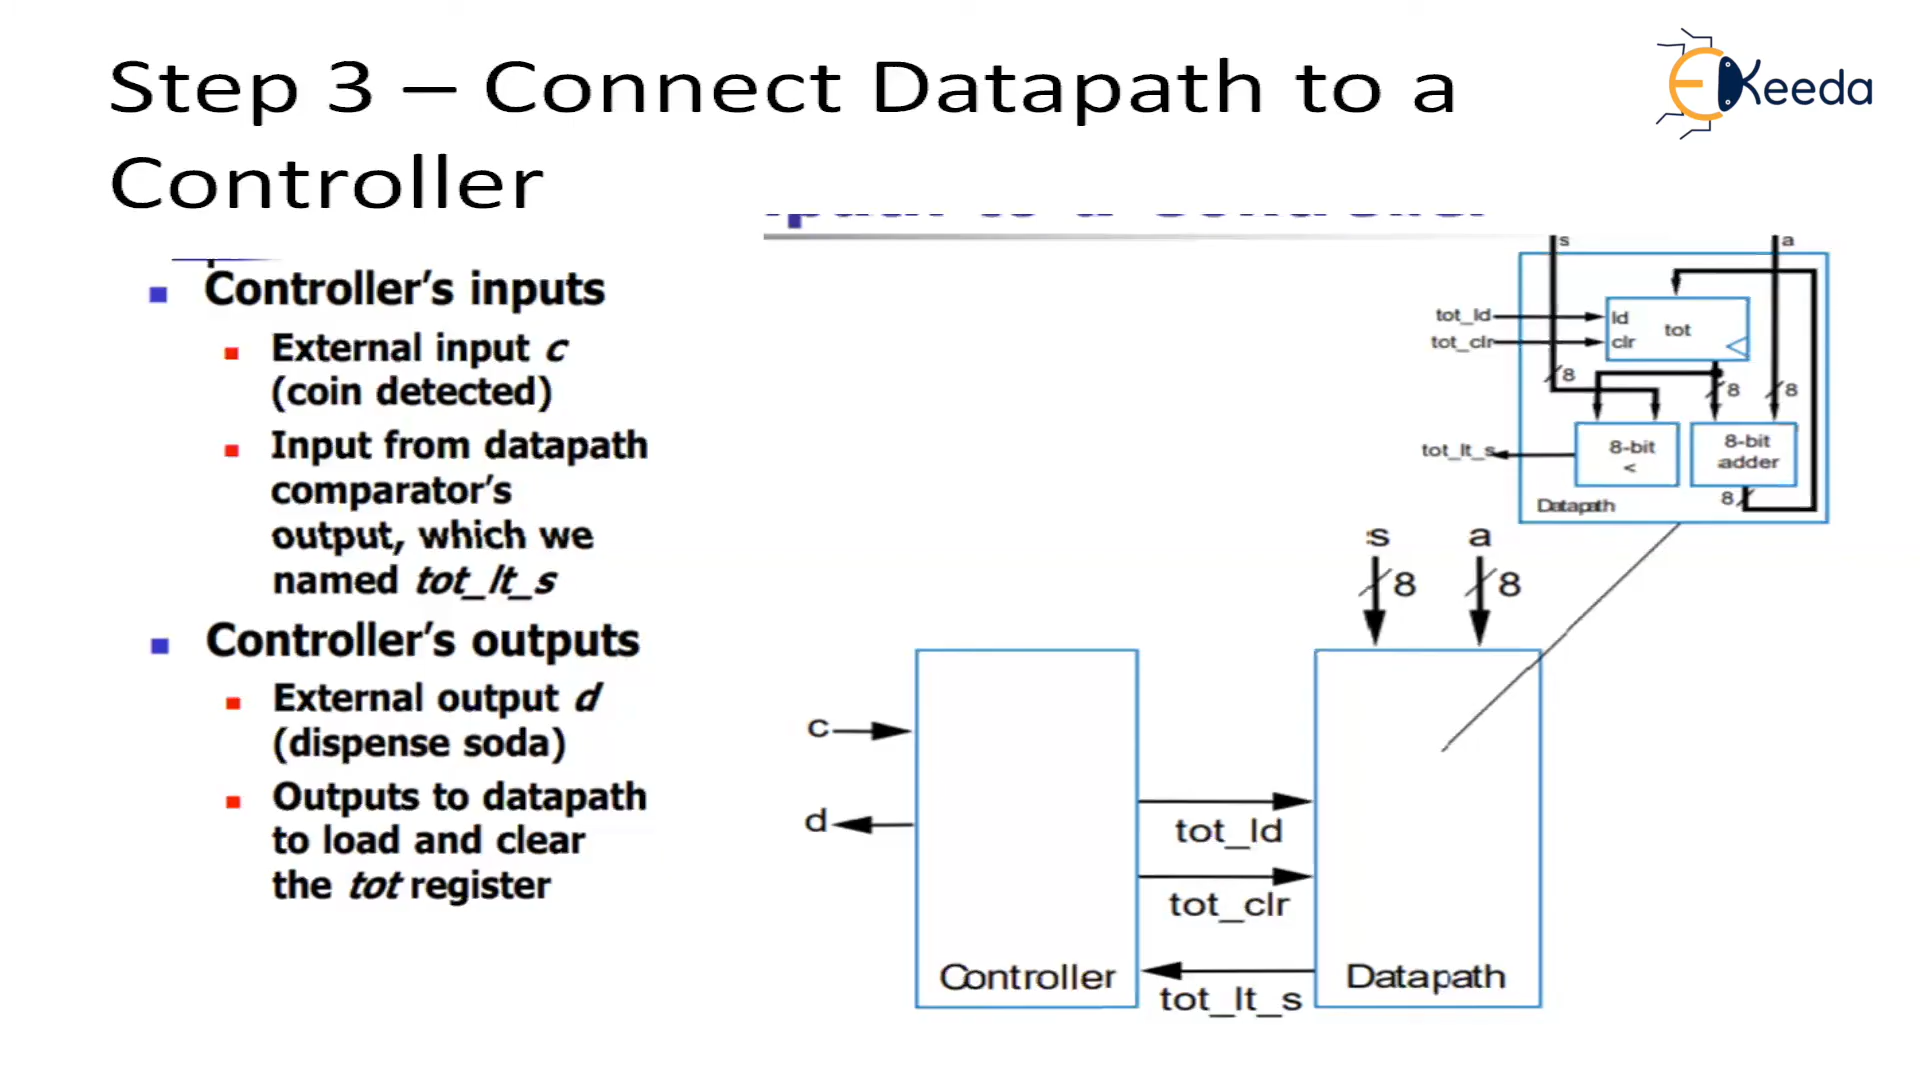 Step 3 – Connect Datapath to a
Controller
EKeeda
Controller's inputs
External input c
(coin detected)
Input from datapath
comparator's
output, which we
named tot_lt_s
Controller's outputs
External output d
(dispense soda)
Outputs to datapath
to load and clear
the tot register
s a
tot_ld ld tot
tot_clr clr
8 8 8
tot_lt_s 8-bit < 8-bit adder
8
Datapath
s a
8 8
c
d
tot_ld
tot_clr
Controller Datapath
tot_lt_s